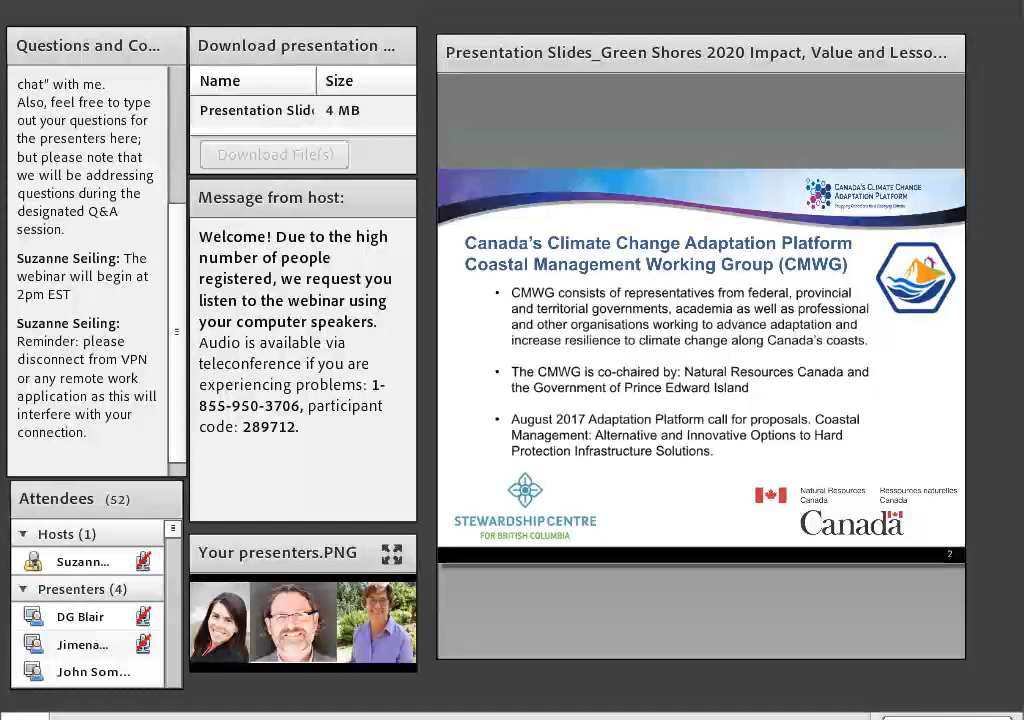 Questions and Co...
chat" with me.
Also, feel free to type
out your questions for
the presenters here;
but please note that
we will be addressing
questions during the
designated Q&A
session.
Suzanne Seiling: The
webinar will begin at
2pm EST
Suzanne Seiling:
Reminder: please
disconnect from VPN
or any remote work
application as this will
interfere with your
connection.
Attendees (52)
Hosts (1)
Suzann...
Presenters (4)
DG Blair
Jimena...
John Som...
Download presentation ...
Name Size
Presentation Slid 4 MB
Download File(s)
Message from host:
Welcome! Due to the high
number of people
registered, we request you
listen to the webinar using
your computer speakers.
Audio is available via
teleconference if you are
experiencing problems: 1-
855-950-3706, participant
code: 289712.
Your presenters.PNG
Presentation Slides_Green Shores 2020 Impact, Value and Lesso...
CANADA'S CLIMATE CHANGE
ADAPTATION PLATFORM
Canada's Climate Change Adaptation Platform
Coastal Management Working Group (CMWG)
• CMWG consists of representatives from federal, provincial
and territorial governments, academia as well as professional
and other organisations working to advance adaptation and
increase resilience to climate change along Canada's coasts.
• The CMWG is co-chaired by: Natural Resources Canada and
the Government of Prince Edward Island
• August 2017 Adaptation Platform call for proposals. Coastal
Management: Alternative and Innovative Options to Hard
Protection Infrastructure Solutions.
STEWARDSHIP CENTRE
FOR BRITISH COLUMBIA
Natural Resources Ressources naturelles
Canada Canada
Canada
2